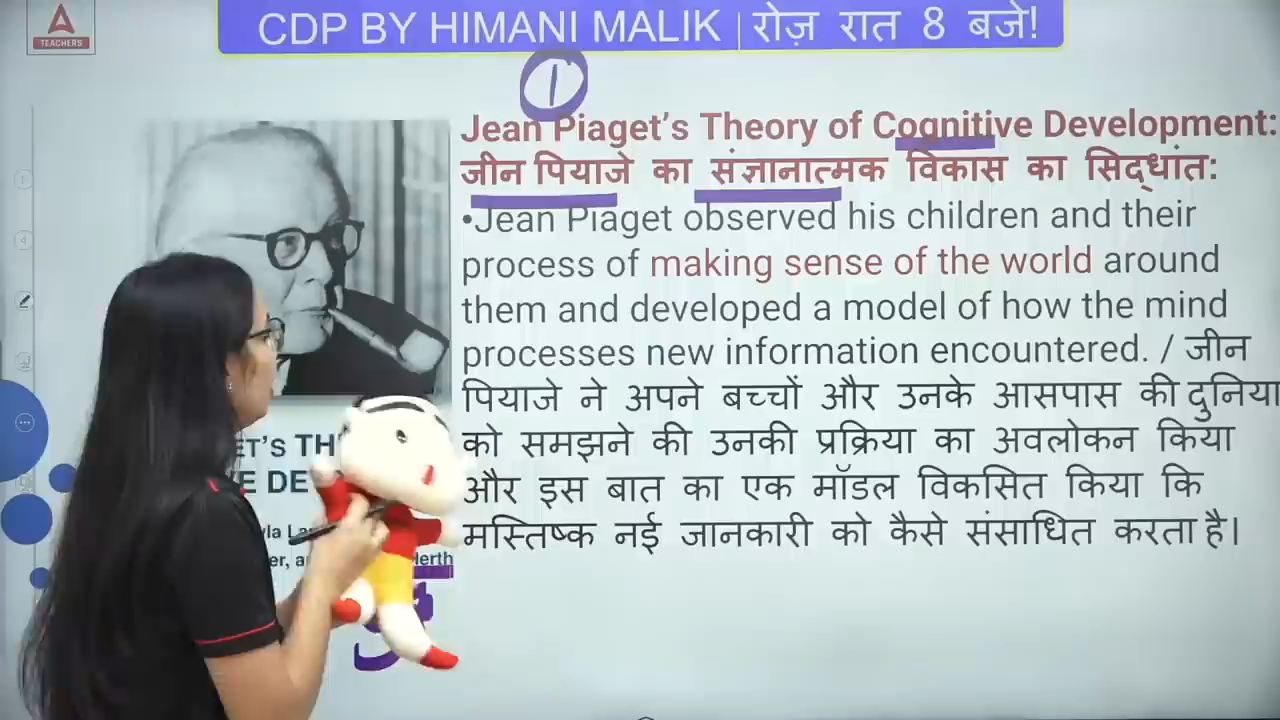 A
TEACHERS
CDP BY HIMANI MALIK | रोज़ रात 8 बजे!
1
Jean Piaget's Theory of Cognitive Development:
जीन पियाजे का संज्ञानात्मक विकास का सिद्धांत:
•Jean Piaget observed his children and their
process of making sense of the world around
them and developed a model of how the mind
processes new information encountered. / जीन
पियाजे ने अपने बच्चों और उनके आसपास की दुनिया
को समझने की उनकी प्रक्रिया का अवलोकन किया
और इस बात का एक मॉडल विकसित किया कि
मस्तिष्क नई जानकारी को कैसे संसाधित करता है।